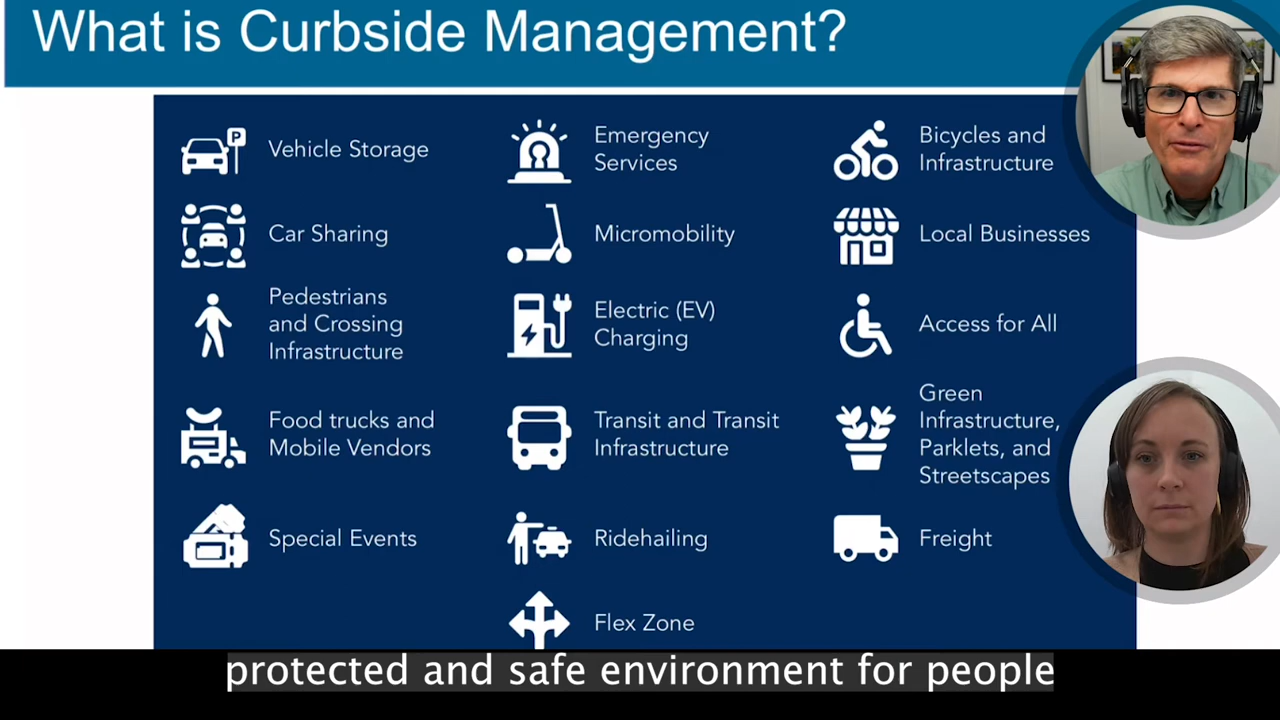 What is Curbside Management?
P
Vehicle Storage
Emergency
Services
Bicycles and
Infrastructure
Car Sharing
Micromobility
Local Businesses
Pedestrians
and Crossing
Infrastructure
Electric (EV)
Charging
Access for All
Food trucks and
Mobile Vendors
Transit and Transit
Infrastructure
Green
Infrastructure,
Parklets, and
Streetscapes
Special Events
Ridehailing
Freight
Flex Zone
protected and safe environment for people